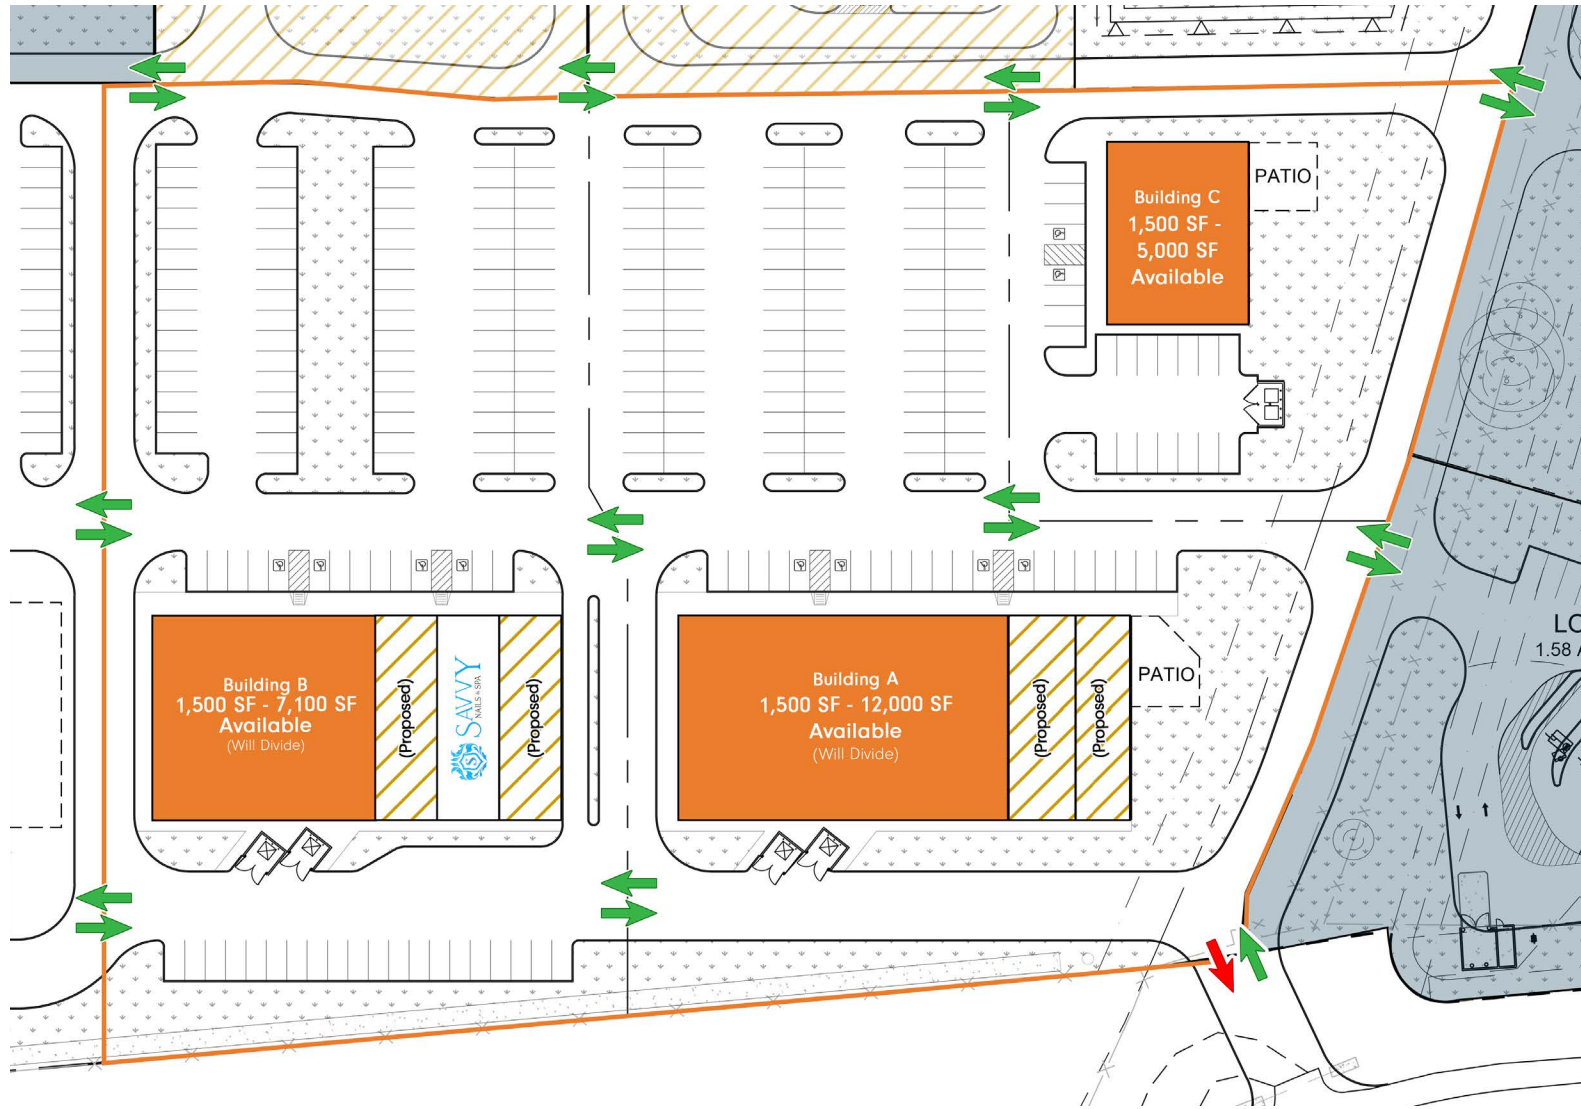 PATIO
Building C
1,500 SF -
5,000 SF
Available
Building B
1,500 SF - 7,100 SF
Available
(Will Divide)
(Proposed)
SAVVY
NAILS & SPA
S
(Proposed)
Building A
1,500 SF - 12,000 SF
Available
(Will Divide)
(Proposed)
(Proposed)
PATIO
LO
1.58 A